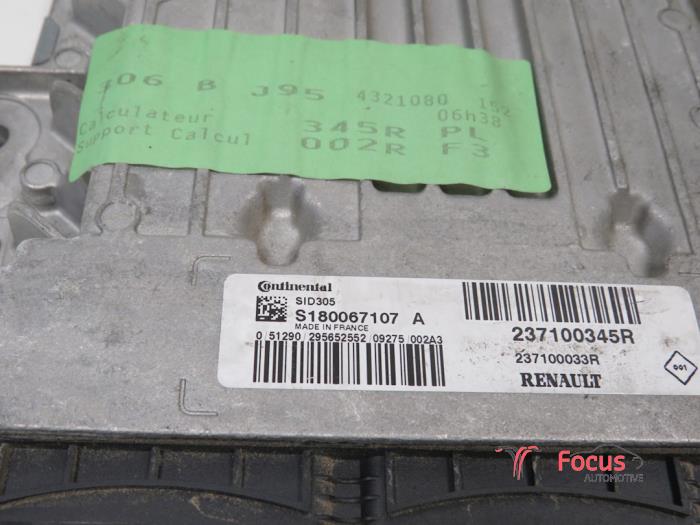 306 B J95 4321080 152
06h38
Calculateur 345R PL
Support Calcul 002R F3
Continental
SID305
S180067107 A
MADE IN FRANCE
0 / 51290 / 295652552 / 09275 / 002A3
237100345R
237100033R
RENAULT
001
Focus
AUTOMOTIVE